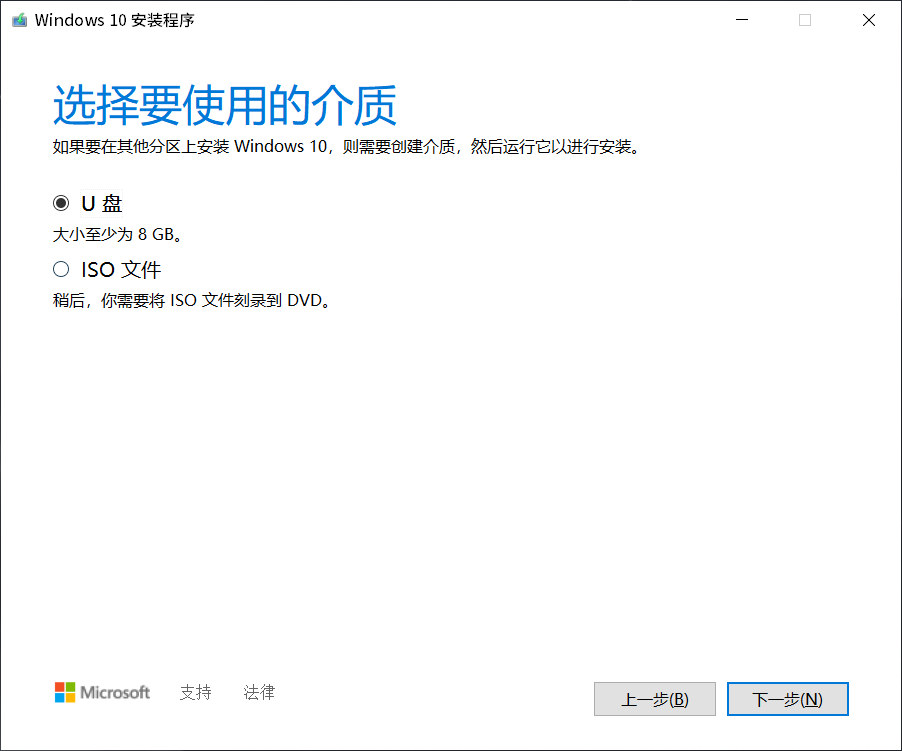 Windows 10 安装程序
选择要使用的介质
如果要在其他分区上安装 Windows 10，则需要创建介质，然后运行它以进行安装。
U 盘
大小至少为 8 GB。
ISO 文件
稍后，你需要将 ISO 文件刻录到 DVD。
Microsoft 支持 法律 上一步(B) 下一步(N)